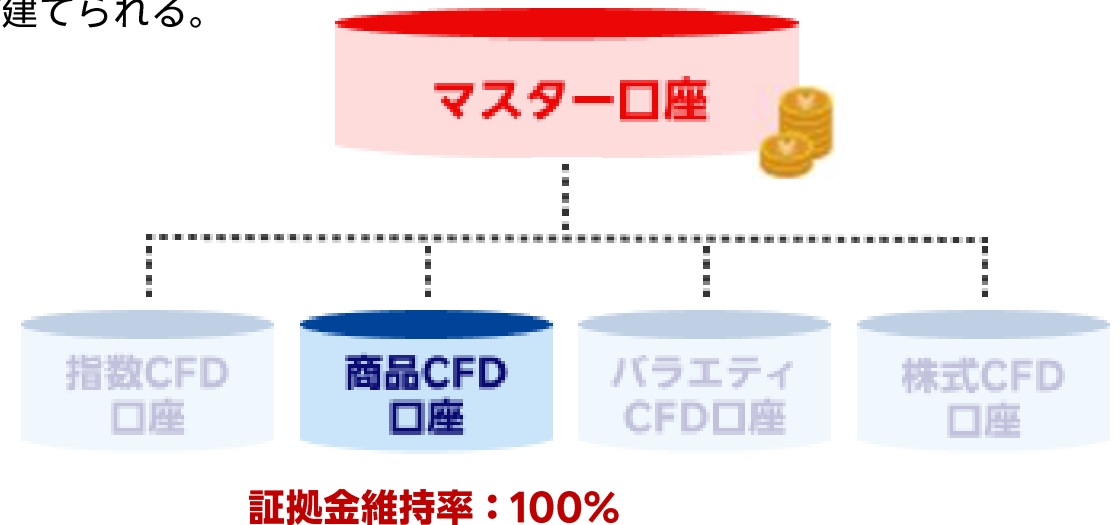 建てられる。
マスター口座
指数CFD
口座
商品CFD
口座
バラエティ
CFD口座
株式CFD
口座
証拠金維持率：100%